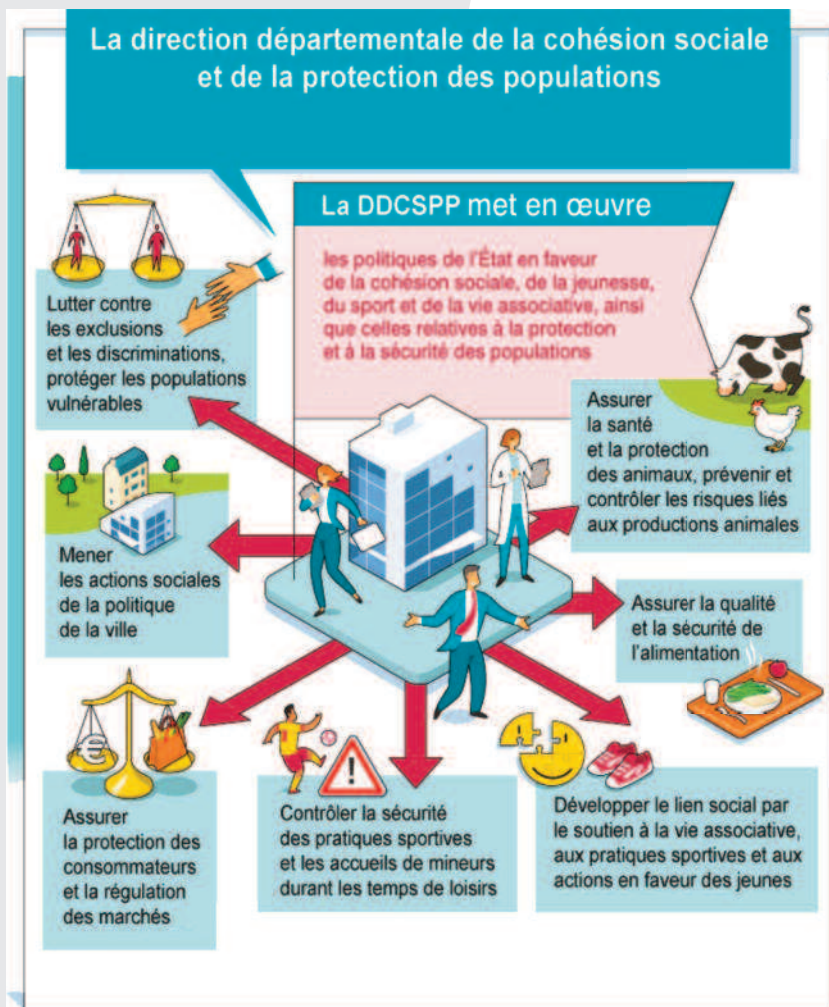 La direction départementale de la cohésion sociale
et de la protection des populations
La DDCSPP met en œuvre
les politiques de l'État en faveur
de la cohésion sociale, de la jeunesse,
du sport et de la vie associative, ainsi
que celles relatives à la protection
et à la sécurité des populations
Lutter contre
les exclusions
et les discriminations,
protéger les populations
vulnérables
Assurer
la santé
et la protection
des animaux, prévenir et
contrôler les risques liés
aux productions animales
Mener
les actions sociales
de la politique
de la ville
Assurer la qualité
et la sécurité de
l'alimentation
€
!
Assurer
la protection des
consommateurs
et la régulation
des marchés
Contrôler la sécurité
des pratiques sportives
et les accueils de mineurs
durant les temps de loisirs
Développer le lien social par
le soutien à la vie associative,
aux pratiques sportives et aux
actions en faveur des jeunes